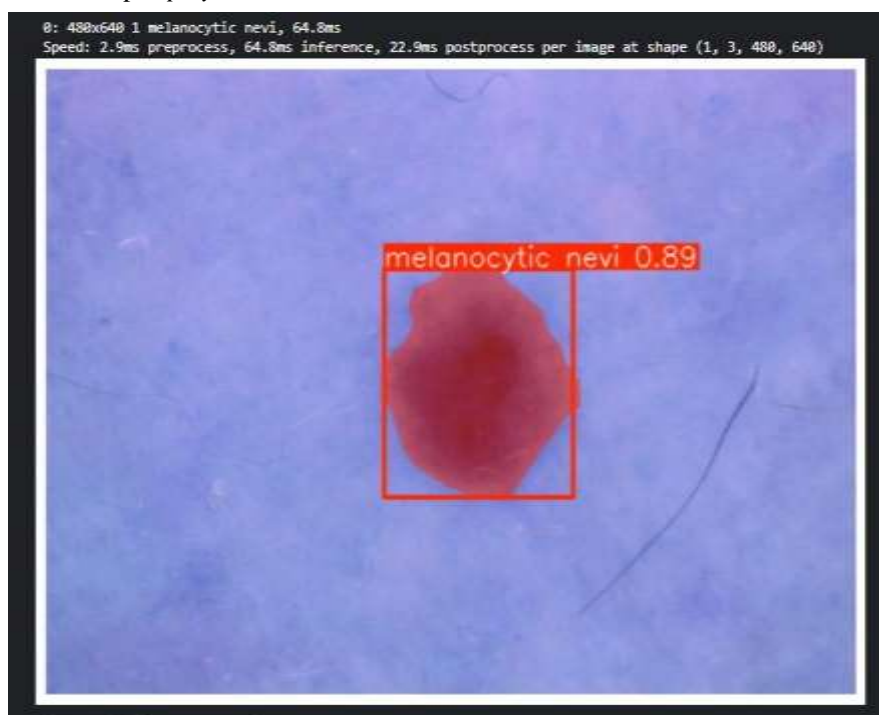 0: 480x640 1 melanocytic nevi, 64.8ms
Speed: 2.9ms preprocess, 64.8ms inference, 22.9ms postprocess per image at shape (1, 3, 480, 640)
melanocytic nevi 0.89